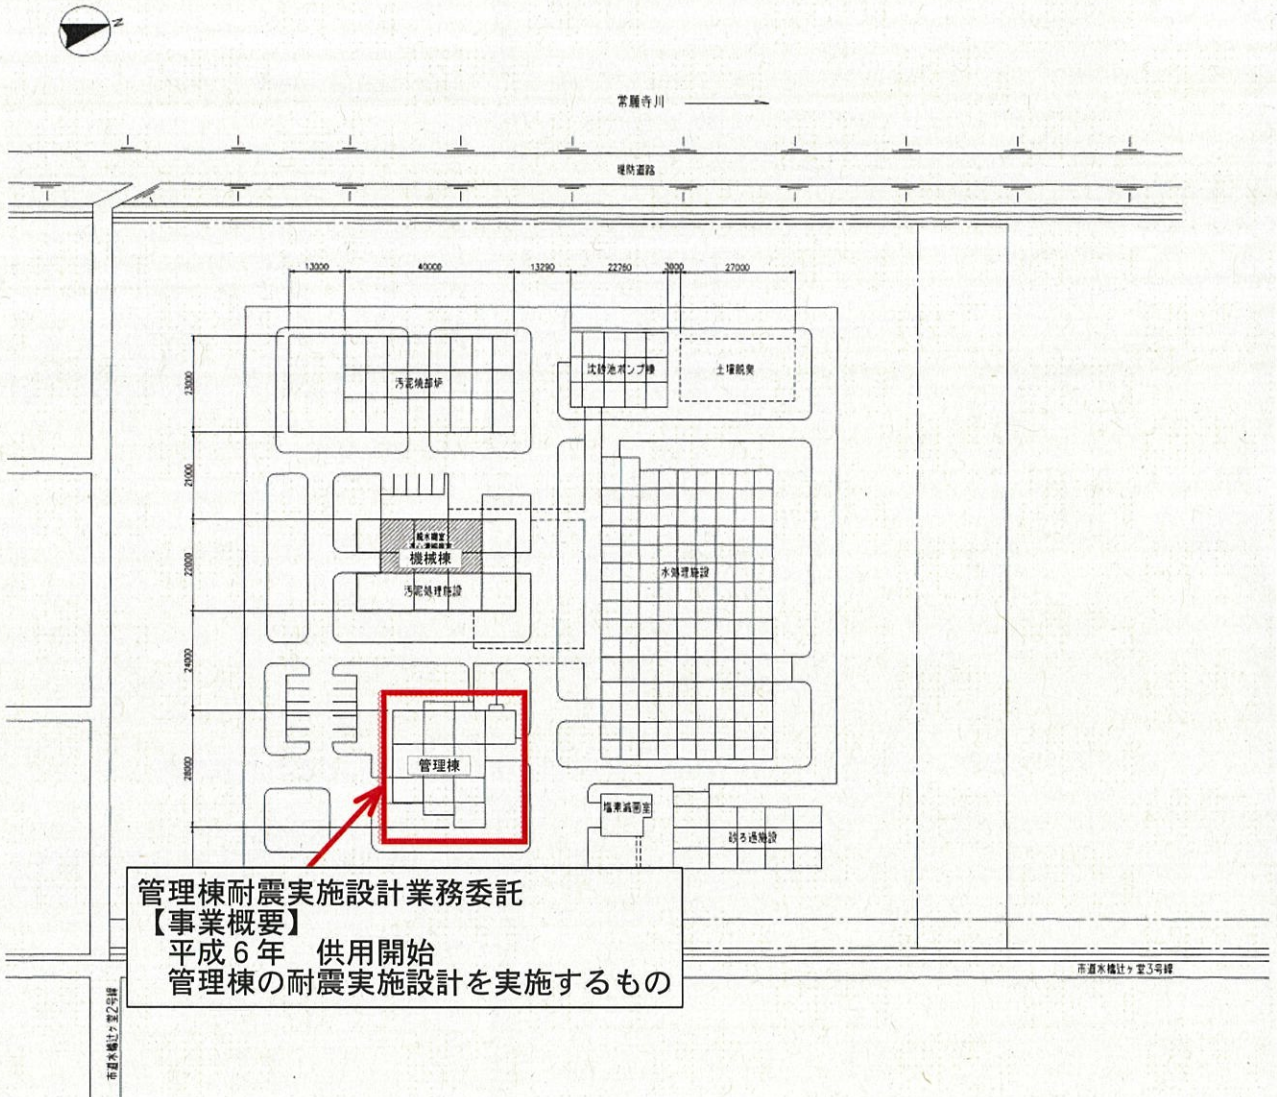 N
常願寺川
堤防道路
13000 40000 13290 22760 3000 27000
23000
汚泥焼却炉
沈砂池ポンプ棟
土壌脱臭
21000
機械棟
22000
汚泥処理施設
水処理施設
24000
管理棟
28000
塩素滅菌室
砂ろ過施設
管理棟耐震実施設計業務委託
【事業概要】
平成6年 供用開始
管理棟の耐震実施設計を実施するもの
市道水橋辻ヶ堂3号線
市道水橋辻ヶ堂2号線